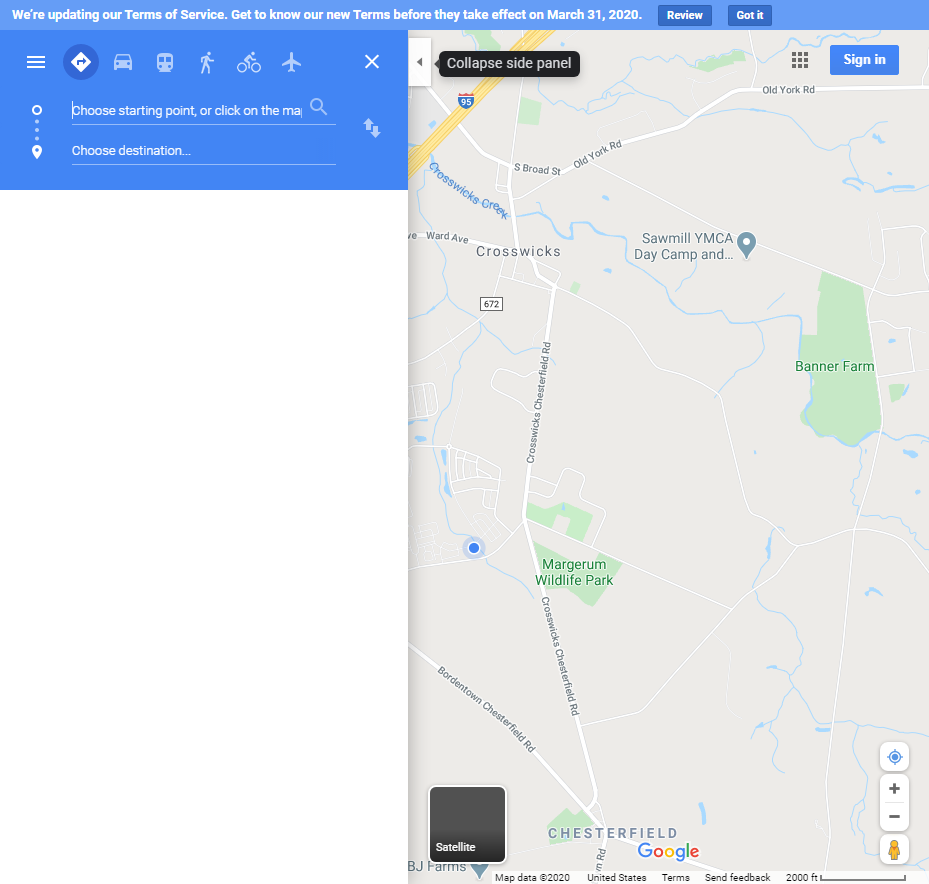 We're updating our Terms of Service. Get to know our new Terms before they take effect on March 31, 2020.
Review
Got it
Collapse side panel
Sign in
Choose starting point, or click on the ma
Choose destination...
95
Old York Rd
S Broad St
Old York Rd
Crosswicks Creek
Ward Ave
Crosswicks
Sawmill YMCA
Day Camp and...
672
Banner Farm
Crosswicks Chesterfield Rd
Margerum
Wildlife Park
Crosswicks Chesterfield Rd
Bordentown Chesterfield Rd
Satellite
CHESTERFIELD
Google
BJ Farms
Rd
Map data ©2020
United States
Terms
Send feedback
2000 ft